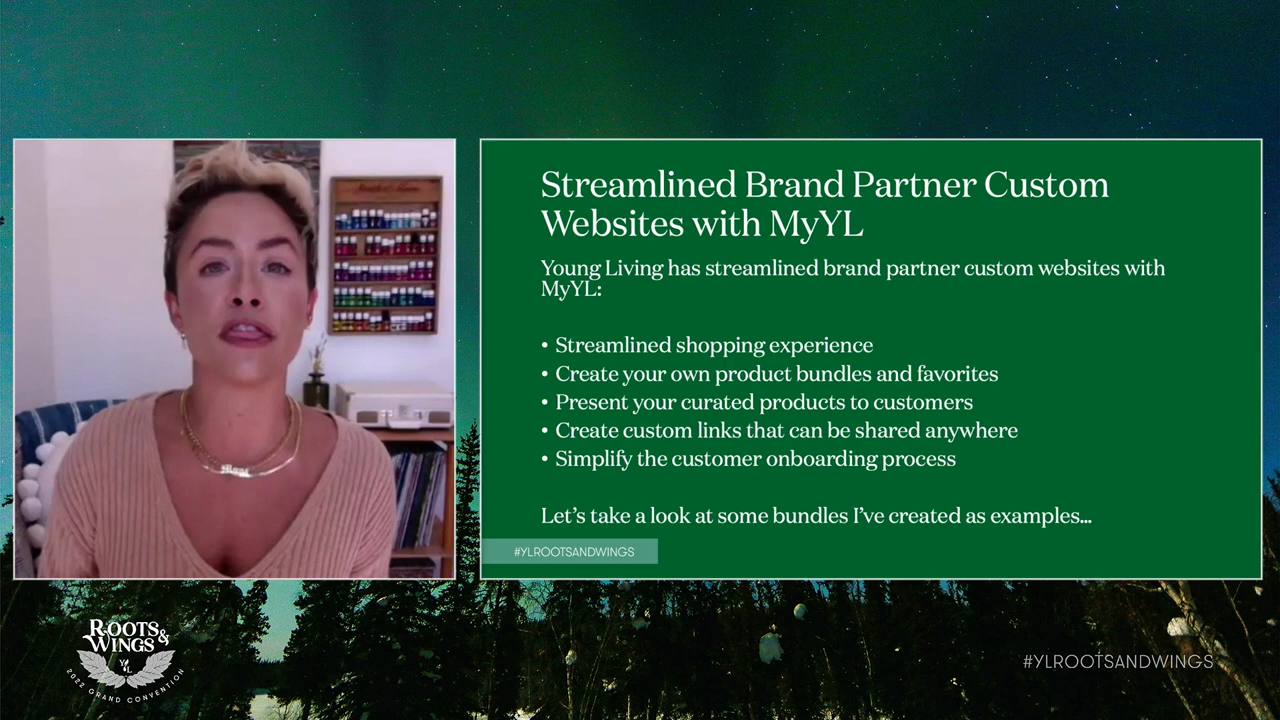 Streamlined Brand Partner Custom
Websites with MyYL
Young Living has streamlined brand partner custom websites with
MyYL:
• Streamlined shopping experience
• Create your own product bundles and favorites
• Present your curated products to customers
• Create custom links that can be shared anywhere
• Simplify the customer onboarding process
Let’s take a look at some bundles I’ve created as examples...
#YLROOTSANDWINGS
ROOTS &
WINGS
YL
2022 GRAND CONVENTION
#YLROOTSANDWINGS